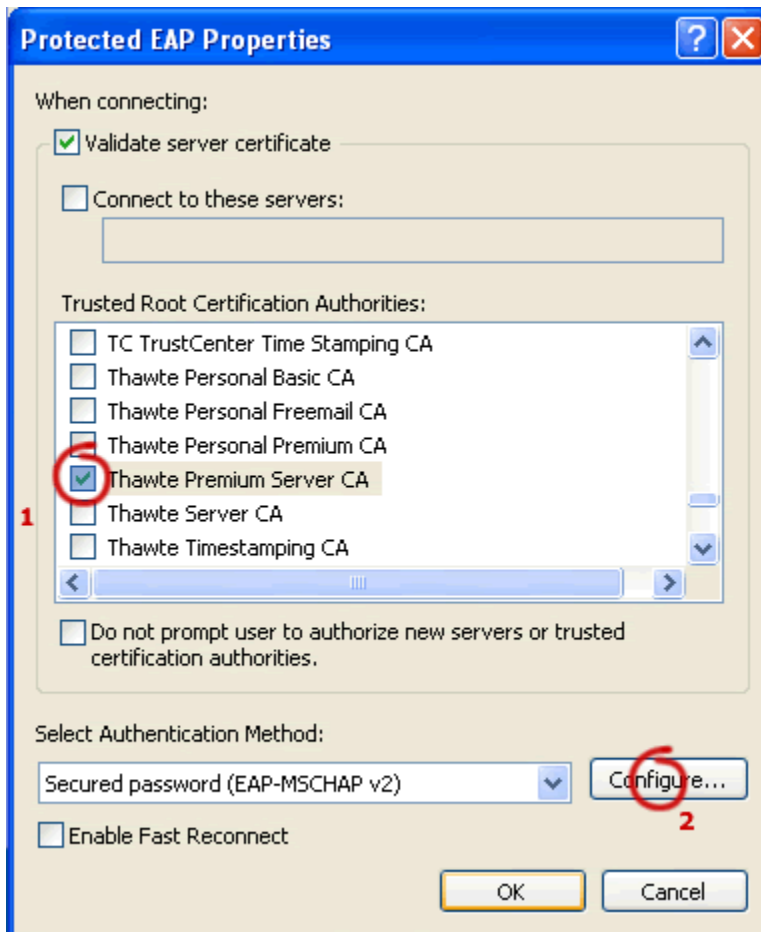 Protected EAP Properties
When connecting:
Validate server certificate
Connect to these servers:
Trusted Root Certification Authorities:
TC TrustCenter Time Stamping CA
Thawte Personal Basic CA
Thawte Personal Freemail CA
Thawte Personal Premium CA
Thawte Premium Server CA
1
Thawte Server CA
Thawte Timestamping CA
Do not prompt user to authorize new servers or trusted
certification authorities.
Select Authentication Method:
Secured password (EAP-MSCHAP v2)
Configure...
2
Enable Fast Reconnect
OK
Cancel